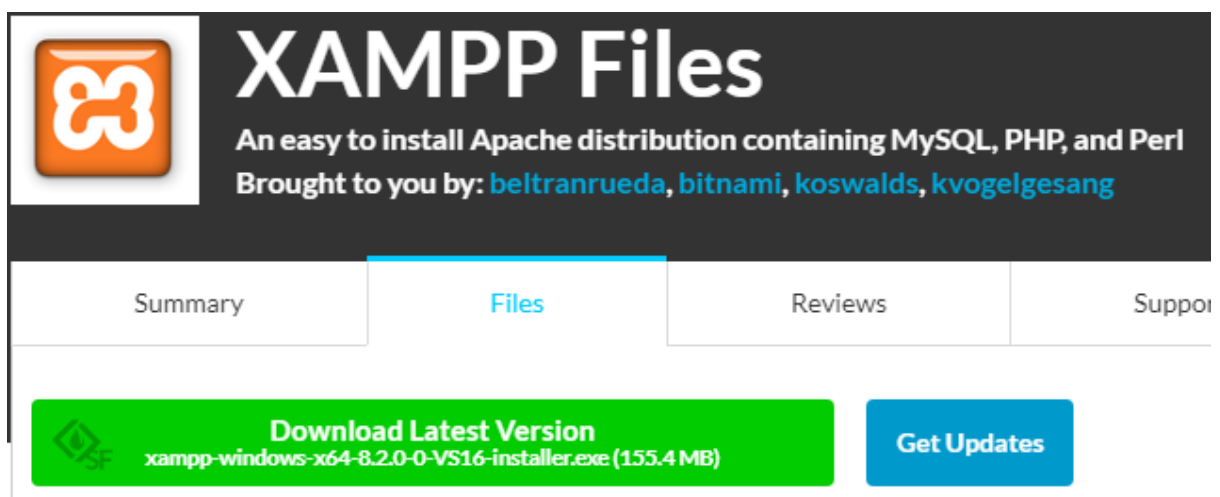 XAMPP Files
An easy to install Apache distribution containing MySQL, PHP, and Perl
Brought to you by: beltranrueda, bitnami, koswalds, kvogelgesang
Summary
Files
Reviews
Suppor
Download Latest Version
xampp-windows-x64-8.2.0-0-VS16-installer.exe (155.4 MB)
SF
Get Updates